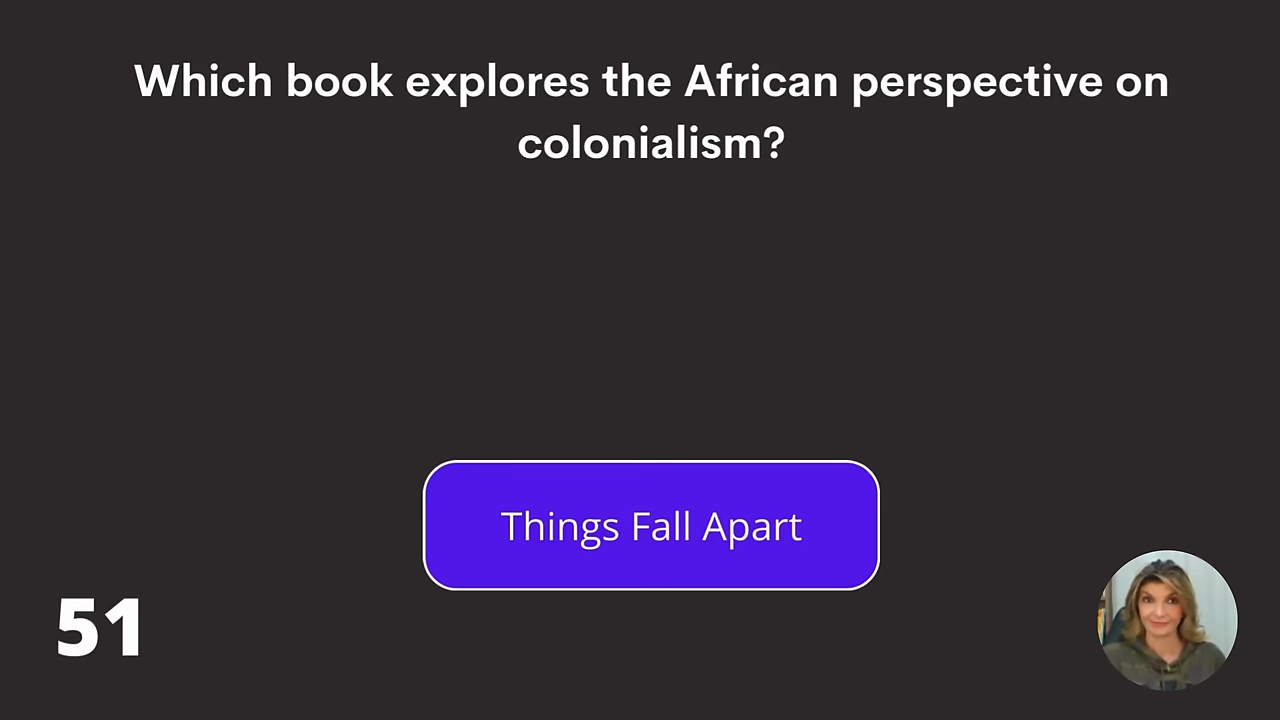 Which book explores the African perspective on
colonialism?
Things Fall Apart
51